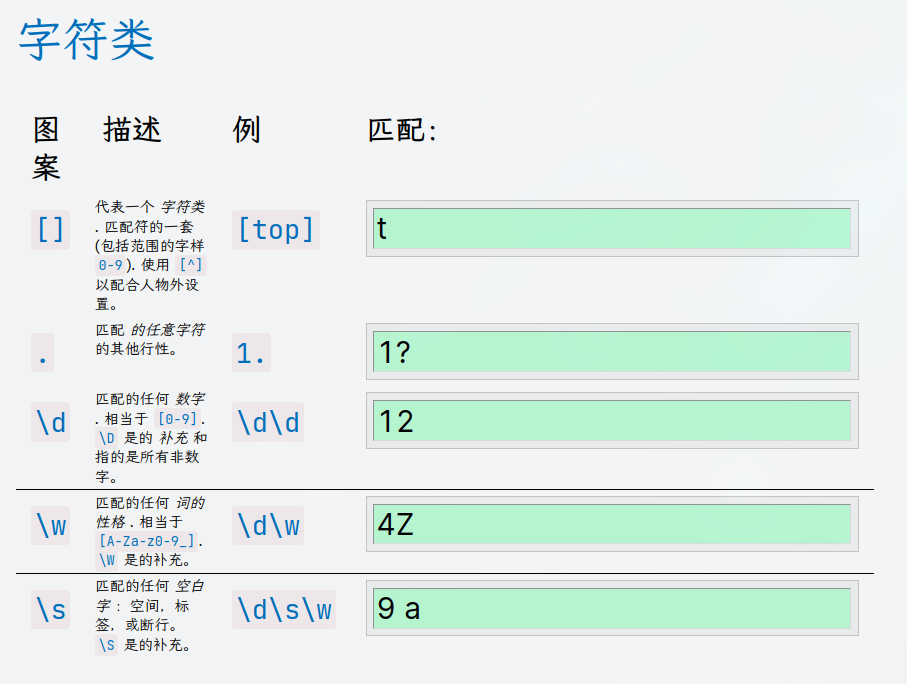 字符类
图案 描述 例 匹配:
[] 代表一个 字符类
. 匹配符的一套
(包括范围的字样
0-9 ). 使用 [^]
以配合人物外设
置。
[top]
t
. 匹配 的任意字符
的其他行性。
1.
1?
\d 匹配的任何 数字
. 相当于 [0-9] .
\D 是的 补充 和
指的是所有非数
字。
\d\d
12
\w 匹配的任何 词的
性格 . 相当于
[A-Za-z0-9_] .
\W 是的补充。
\d\w
4Z
\s 匹配的任何 空白
字 : 空间, 标
签, 或断行。
\S 是的补充。
\d\s\w
9 a